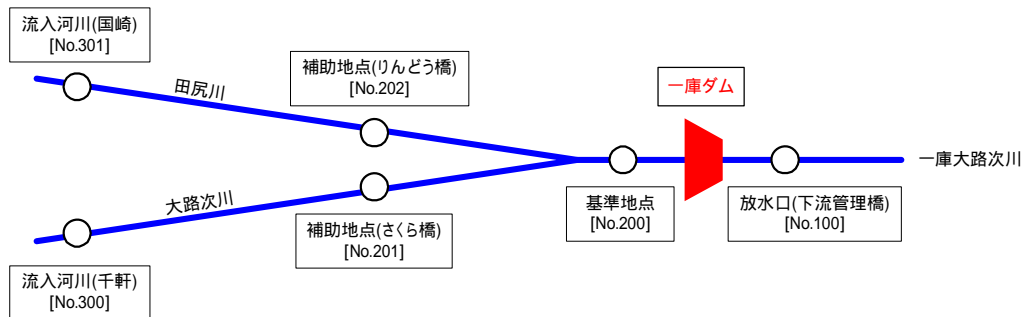 流入河川(国崎)
[No.301]
田尻川
補助地点(りんどう橋)
[No.202]
一庫ダム
一庫大路次川
大路次川
補助地点(さくら橋)
[No.201]
基準地点
[No.200]
放水口(下流管理橋)
[No.100]
流入河川(千軒)
[No.300]